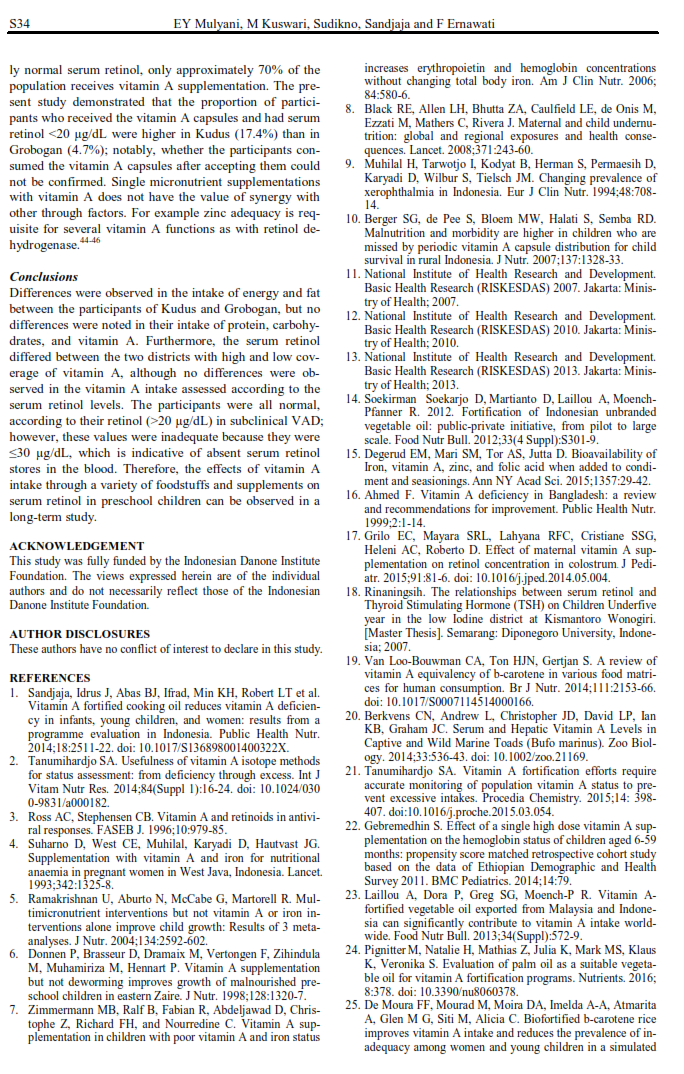 S34
EY Mulyani, M Kuswari, Sudikno, Sandjaja and F Ernawati
ly normal serum retinol, only approximately 70% of the
population receives vitamin A supplementation. The pre-
sent study demonstrated that the proportion of partici-
pants who received the vitamin A capsules and had serum
retinol <20 µg/dL were higher in Kudus (17.4%) than in
Grobogan (4.7%); notably, whether the participants con-
sumed the vitamin A capsules after accepting them could
not be confirmed. Single micronutrient supplementations
with vitamin A does not have the value of synergy with
other through factors. For example zinc adequacy is req-
uisite for several vitamin A functions as with retinol de-
hydrogenase.44-46
Conclusions
Differences were observed in the intake of energy and fat
between the participants of Kudus and Grobogan, but no
differences were noted in their intake of protein, carbohy-
drates, and vitamin A. Furthermore, the serum retinol
differed between the two districts with high and low cov-
erage of vitamin A, although no differences were ob-
served in the vitamin A intake assessed according to the
serum retinol levels. The participants were all normal,
according to their retinol (>20 µg/dL) in subclinical VAD;
however, these values were inadequate because they were
≤30 µg/dL, which is indicative of absent serum retinol
stores in the blood. Therefore, the effects of vitamin A
intake through a variety of foodstuffs and supplements on
serum retinol in preschool children can be observed in a
long-term study.
ACKNOWLEDGEMENT
This study was fully funded by the Indonesian Danone Institute
Foundation. The views expressed herein are of the individual
authors and do not necessarily reflect those of the Indonesian
Danone Institute Foundation.
AUTHOR DISCLOSURES
These authors have no conflict of interest to declare in this study.
REFERENCES
1. Sandjaja, Idrus J, Abas BJ, Ifrad, Min KH, Robert LT et al.
Vitamin A fortified cooking oil reduces vitamin A deficien-
cy in infants, young children, and women: results from a
programme evaluation in Indonesia. Public Health Nutr.
2014;18:2511-22. doi: 10.1017/S136898001400322X.
2. Tanumihardjo SA. Usefulness of vitamin A isotope methods
for status assessment: from deficiency through excess. Int J
Vitam Nutr Res. 2014;84(Suppl 1):16-24. doi: 10.1024/030
0-9831/a000182.
3. Ross AC, Stephensen CB. Vitamin A and retinoids in antivi-
ral responses. FASEB J. 1996;10:979-85.
4. Suharno D, West CE, Muhilal, Karyadi D, Hautvast JG.
Supplementation with vitamin A and iron for nutritional
anaemia in pregnant women in West Java, Indonesia. Lancet.
1993;342:1325-8.
5. Ramakrishnan U, Aburto N, McCabe G, Martorell R. Mul-
timicronutrient interventions but not vitamin A or iron in-
terventions alone improve child growth: Results of 3 meta-
analyses. J Nutr. 2004;134:2592-602.
6. Donnen P, Brasseur D, Dramaix M, Vertongen F, Zihindula
M, Muhamiriza M, Hennart P. Vitamin A supplementation
but not deworming improves growth of malnourished pre-
school children in eastern Zaire. J Nutr. 1998;128:1320-7.
7. Zimmermann MB, Ralf B, Fabian R, Abdeljawad D, Chris-
tophe Z, Richard FH, and Nourredine C. Vitamin A sup-
plementation in children with poor vitamin A and iron status
increases erythropoietin and hemoglobin concentrations
without changing total body iron. Am J Clin Nutr. 2006;
84:580-6.
8. Black RE, Allen LH, Bhutta ZA, Caulfield LE, de Onis M,
Ezzati M, Mathers C, Rivera J. Maternal and child undernu-
trition: global and regional exposures and health conse-
quences. Lancet. 2008;371:243-60.
9. Muhilal H, Tarwotjo I, Kodyat B, Herman S, Permaesih D,
Karyadi D, Wilbur S, Tielsch JM. Changing prevalence of
xerophthalmia in Indonesia. Eur J Clin Nutr. 1994;48:708-
14.
10. Berger SG, de Pee S, Bloem MW, Halati S, Semba RD.
Malnutrition and morbidity are higher in children who are
missed by periodic vitamin A capsule distribution for child
survival in rural Indonesia. J Nutr. 2007;137:1328-33.
11. National Institute of Health Research and Development.
Basic Health Research (RISKESDAS) 2007. Jakarta: Minis-
try of Health; 2007.
12. National Institute of Health Research and Development.
Basic Health Research (RISKESDAS) 2010. Jakarta: Minis-
try of Health; 2010.
13. National Institute of Health Research and Development.
Basic Health Research (RISKESDAS) 2013. Jakarta: Minis-
try of Health; 2013.
14. Soekirman Soekarjo D, Martianto D, Laillou A, Moench-
Pfanner R. 2012. Fortification of Indonesian unbranded
vegetable oil: public-private initiative, from pilot to large
scale. Food Nutr Bull. 2012;33(4 Suppl):S301-9.
15. Degerud EM, Mari SM, Tor AS, Jutta D. Bioavailability of
Iron, vitamin A, zinc, and folic acid when added to condi-
ment and seasionings. Ann NY Acad Sci. 2015;1357:29-42.
16. Ahmed F. Vitamin A deficiency in Bangladesh: a review
and recommendations for improvement. Public Health Nutr.
1999;2:1-14.
17. Grilo EC, Mayara SRL, Lahyana RFC, Cristiane SSG,
Heleni AC, Roberto D. Effect of maternal vitamin A sup-
plementation on retinol concentration in colostrum. J Pedi-
atr. 2015;91:81-6. doi: 10.1016/j.jped.2014.05.004.
18. Rinaningsih. The relationships between serum retinol and
Thyroid Stimulating Hormone (TSH) on Children Underfive
year in the low Iodine district at Kismantoro Wonogiri.
[Master Thesis]. Semarang: Diponegoro University, Indone-
sia; 2007.
19. Van Loo-Bouwman CA, Ton HJN, Gertjan S. A review of
vitamin A equivalency of b-carotene in various food matri-
ces for human consumption. Br J Nutr. 2014;111:2153-66.
doi: 10.1017/S0007114514000166.
20. Berkvens CN, Andrew L, Christopher JD, David LP, Ian
KB, Graham JC. Serum and Hepatic Vitamin A Levels in
Captive and Wild Marine Toads (Bufo marinus). Zoo Biol-
ogy. 2014;33:536-43. doi: 10.1002/zoo.21169.
21. Tanumihardjo SA. Vitamin A fortification efforts require
accurate monitoring of population vitamin A status to pre-
vent excessive intakes. Procedia Chemistry. 2015;14: 398-
407. doi:10.1016/j.proche.2015.03.054.
22. Gebremedhin S. Effect of a single high dose vitamin A sup-
plementation on the hemoglobin status of children aged 6-59
months: propensity score matched retrospective cohort study
based on the data of Ethiopian Demographic and Health
Survey 2011. BMC Pediatrics. 2014;14:79.
23. Laillou A, Dora P, Greg SG, Moench-P R. Vitamin A-
fortified vegetable oil exported from Malaysia and Indone-
sia can significantly contribute to vitamin A intake world-
wide. Food Nutr Bull. 2013;34(Suppl):572-9.
24. Pignitter M, Natalie H, Mathias Z, Julia K, Mark MS, Klaus
K, Veronika S. Evaluation of palm oil as a suitable vegeta-
ble oil for vitamin A fortification programs. Nutrients. 2016;
8:378. doi: 10.3390/nu8060378.
25. De Moura FF, Mourad M, Moira DA, Imelda A-A, Atmarita
A, Glen M G, Siti M, Alicia C. Biofortified b-carotene rice
improves vitamin A intake and reduces the prevalence of in-
adequacy among women and young children in a simulated